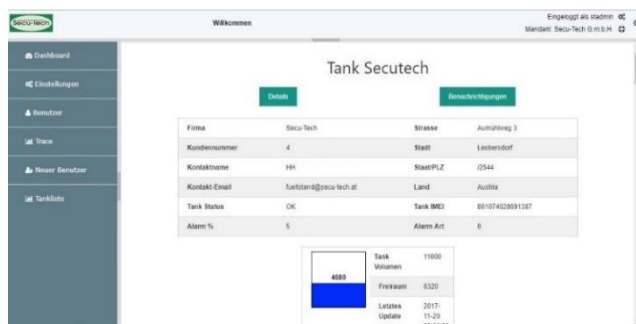 Secu-Tech
Willkommen
Eingeloggt als stadmin
Mandant: Secu-Tech G.m.b.H.
Dashboard
Einstellungen
Benutzer
Trace
Neuer Benutzer
Tankliste
Tank Secutech
Details
Benachrichtigungen
Firma Secu-Tech Strasse Aumühlweg 3
Kundennummer 4 Stadt Leobersdorf
Kontaktname HH Staat/PLZ /2544
Kontakt-Email fuellstand@secu-tech.at Land Austria
Tank Status OK Tank IMEI 861074028691387
Alarm % 5 Alarm Art 0
4680
Tank Volumen 11000
Freiraum 6320
Letztes Update 2017-11-20